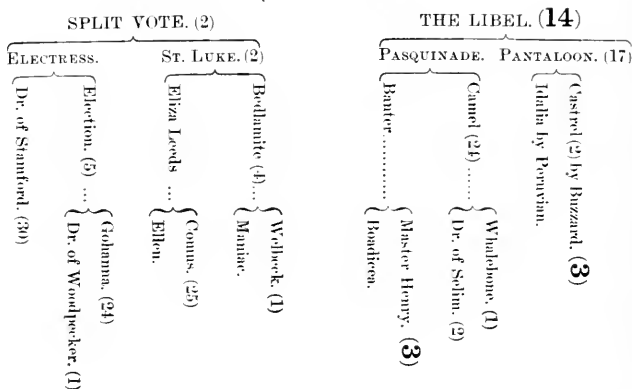 SPLIT VOTE. (2)
THE LIBEL. (14)
ELECTRESS.
ST. LUKE. (2)
PASQUINADE.
PANTALOON. (17)
Dr. of Stamford. (30)
Election. (5) ...
Eliza Leeds ...
Bedlamite (4) ...
Banter............
Camel (24) ......
Idalia by Peruvian.
Castrel (2) by Buzzard. (3)
Dr. of Woodpecker. (1)
Gohanna. (24)
Ellen.
Comus. (25)
Maniac.
Welbeck. (1)
Boadicea.
Master Henry. (3)
Dr. of Selim. (2)
Whalebone. (1)